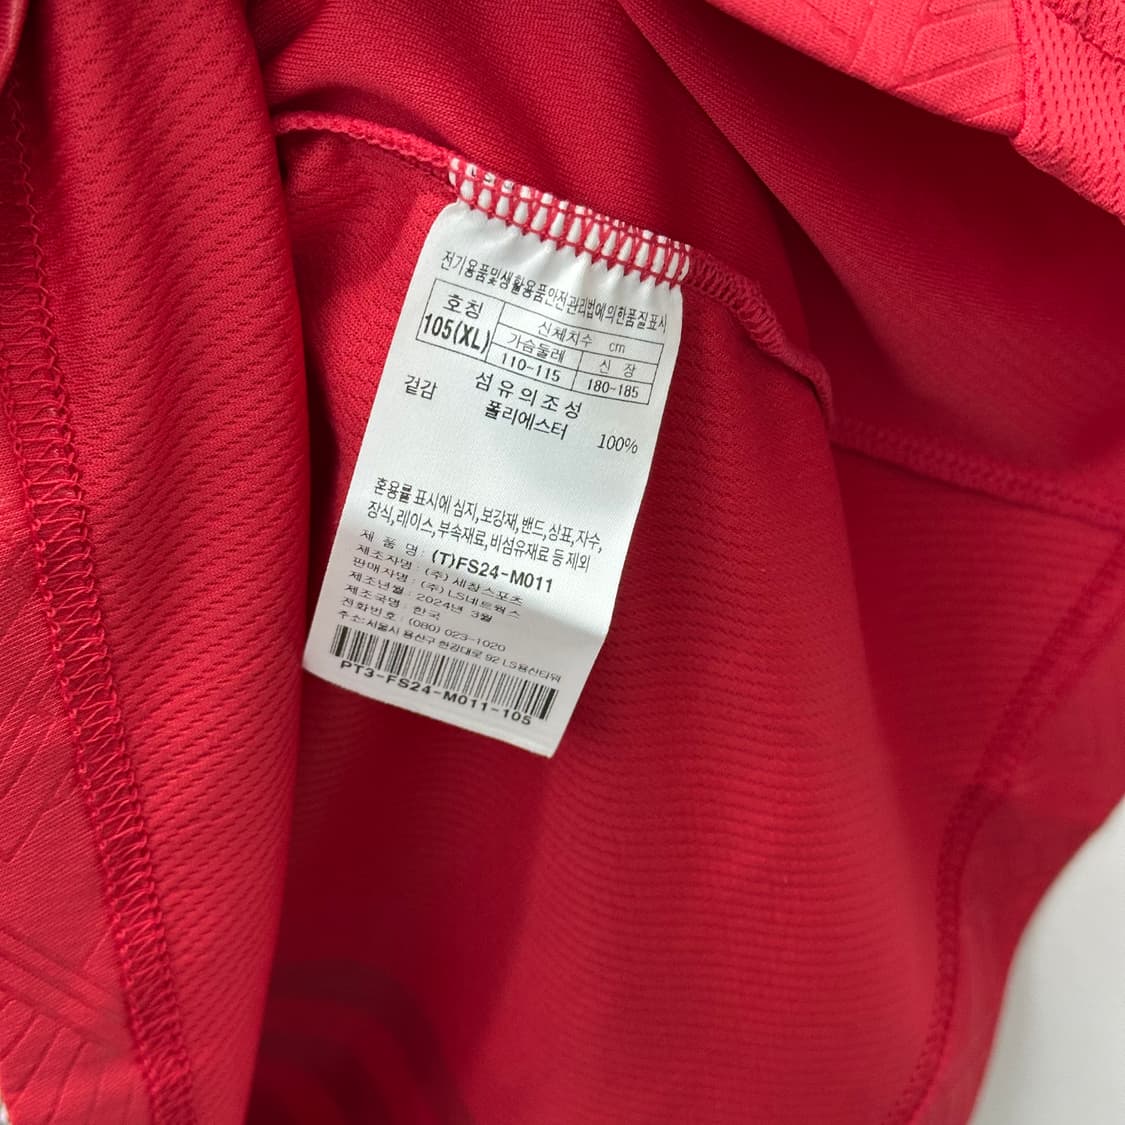 전기용품및생활용품안전관리법에의한품질표시
호칭 신체치수 cm
105(XL) 가슴둘레 신 장
110~115 180~185
섬유의조성
겉감 폴리에스터 100%
혼용률 표시에 심지,보강재,밴드,상표,자수,
장식,레이스,부속재료,비섬유재료 등 제외
제 품 명 : (T)FS24-M011
제조자명 : (주) 세창스포츠
판매자명 : (주) LS네트웍스
제조년월 : 2024년 3월
제조국명 : 한국
전화번호 : (080) 023-1020
주소:서울시 용산구 한강대로 92 LS용산타워
PT3-FS24-M011-105